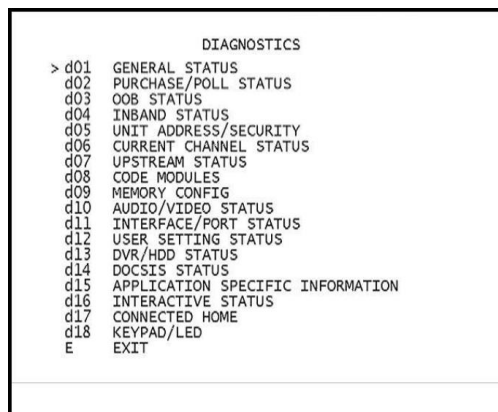 DIAGNOSTICS
> d01 GENERAL STATUS
d02 PURCHASE/POLL STATUS
d03 OOB STATUS
d04 INBAND STATUS
d05 UNIT ADDRESS/SECURITY
d06 CURRENT CHANNEL STATUS
d07 UPSTREAM STATUS
d08 CODE MODULES
d09 MEMORY CONFIG
d10 AUDIO/VIDEO STATUS
d11 INTERFACE/PORT STATUS
d12 USER SETTING STATUS
d13 DVR/HDD STATUS
d14 DOCSIS STATUS
d15 APPLICATION SPECIFIC INFORMATION
d16 INTERACTIVE STATUS
d17 CONNECTED HOME
d18 KEYPAD/LED
E EXIT